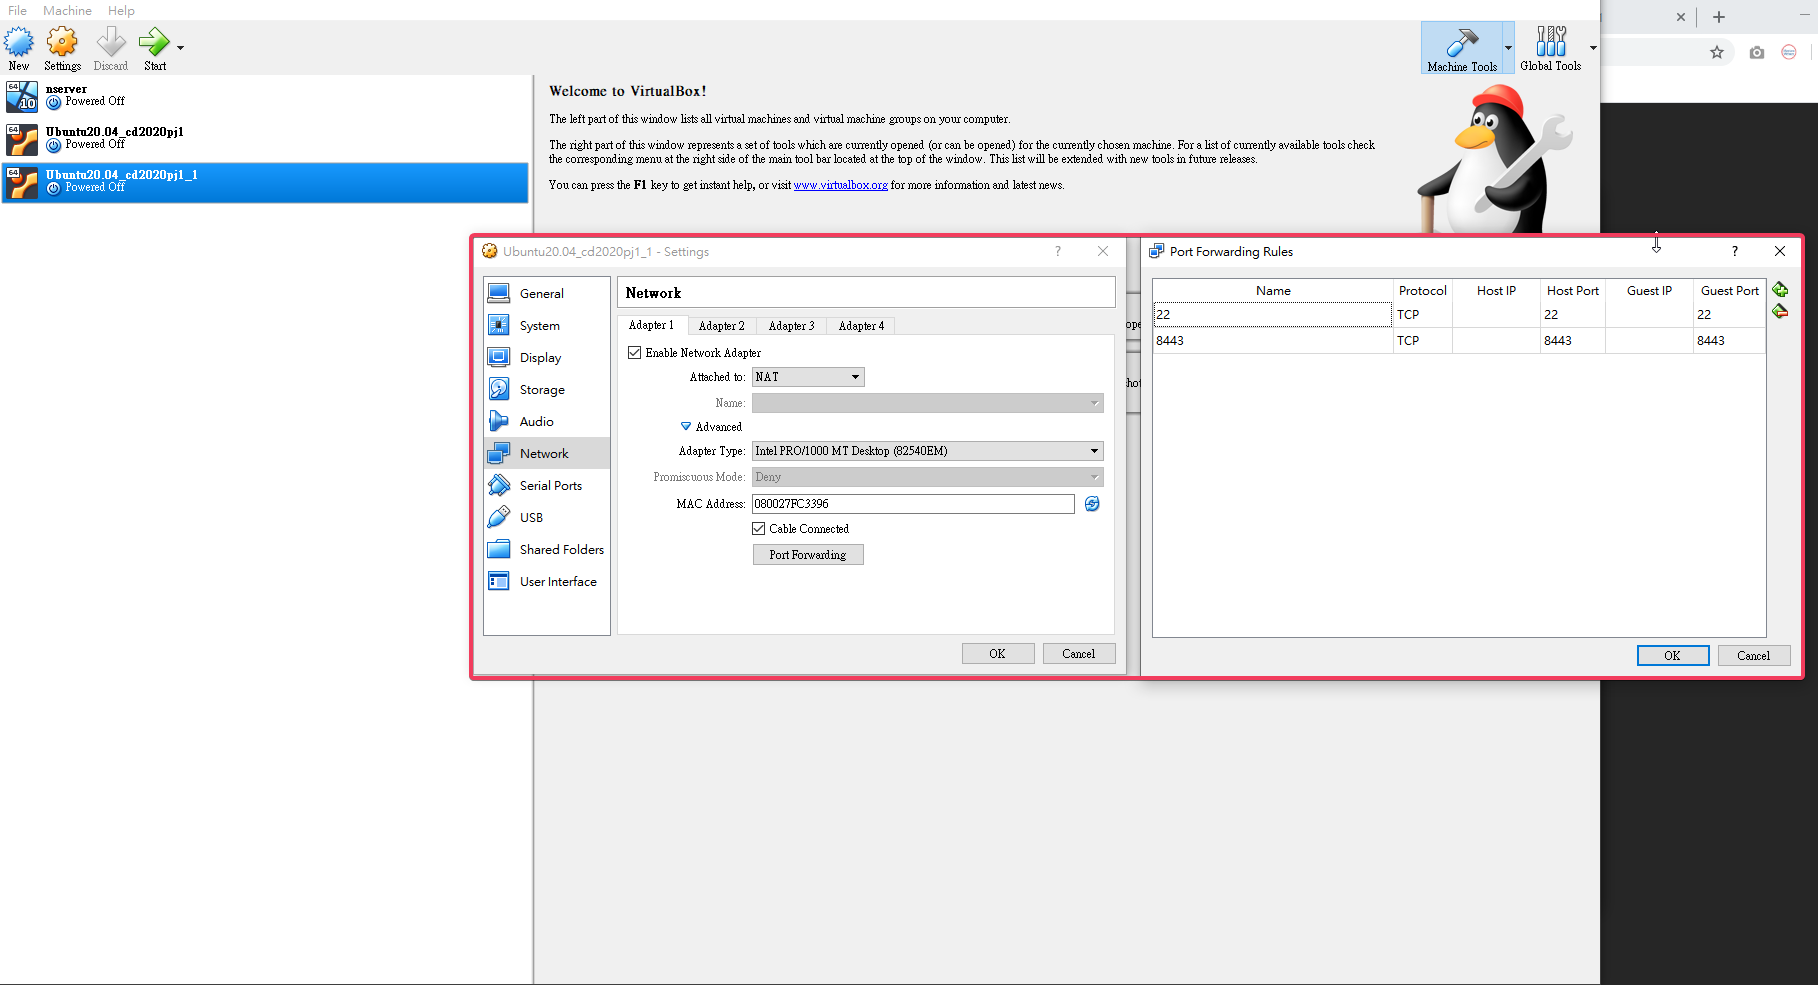 File Machine Help
New Settings Discard Start
Machine Tools Global Tools
64 10
nserver
Powered Off
64
Ubuntu20.04_cd2020pj1
Powered Off
64
Ubuntu20.04_cd2020pj1_1
Powered Off
Welcome to VirtualBox!
The left part of this window lists all virtual machines and virtual machine groups on your computer.
The right part of this window represents a set of tools which are currently opened (or can be opened) for the currently chosen machine. For a list of currently available tools check
the corresponding menu at the right side of the main tool bar located at the top of the window. This list will be extended with new tools in future releases.
You can press the F1 key to get instant help, or visit www.virtualbox.org for more information and latest news.
Ubuntu20.04_cd2020pj1_1 - Settings ?
General
System
Display
Storage
Audio
Network
Serial Ports
USB
Shared Folders
User Interface
Network
Adapter 1 Adapter 2 Adapter 3 Adapter 4
Enable Network Adapter
Attached to: NAT
Name:
Advanced
Adapter Type: Intel PRO/1000 MT Desktop (82540EM)
Promiscuous Mode: Deny
MAC Address: 080027FC3396
Cable Connected
Port Forwarding
OK Cancel
ope
hot
Port Forwarding Rules ?
Name Protocol Host IP Host Port Guest IP Guest Port
22 TCP 22 22
8443 TCP 8443 8443
OK Cancel